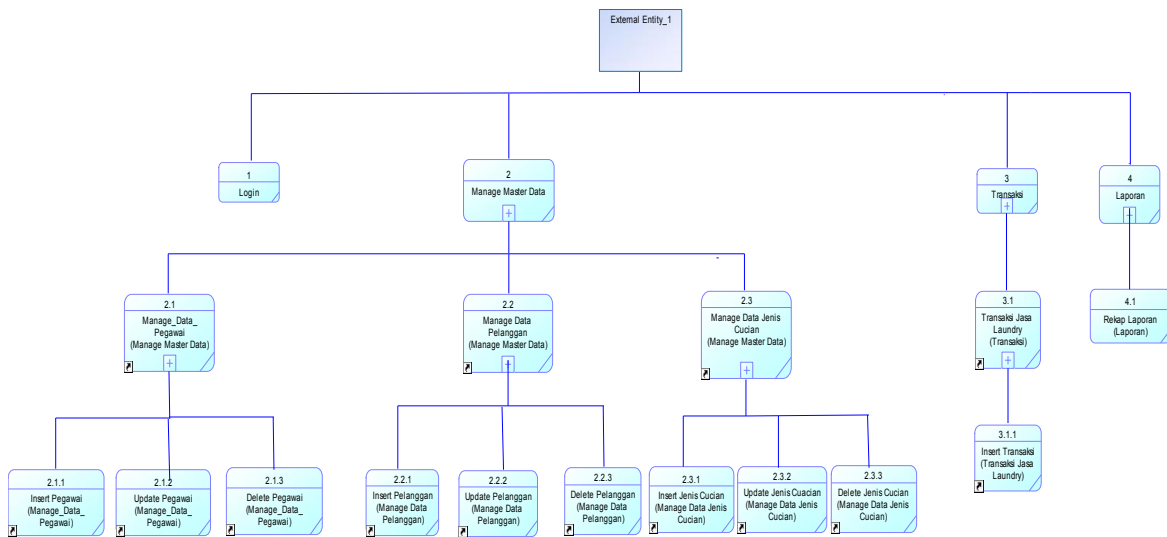 External Entity_1
1
Login
2
Manage Master Data
3
Transaksi
4
Laporan
2.1
Manage_Data_
Pegawai
(Manage Master Data)
2.2
Manage Data
Pelanggan
(Manage Master Data)
2.3
Manage Data Jenis
Cucian
(Manage Master Data)
3.1
Transaksi Jasa
Laundry
(Transaksi)
4.1
Rekap Laporan
(Laporan)
2.1.1
Insert Pegawai
(Manage_Data_
Pegawai)
2.1.2
Update Pegawai
(Manage_Data_
Pegawai)
2.1.3
Delete Pegawai
(Manage_Data_
Pegawai)
2.2.1
Insert Pelanggan
(Manage Data
Pelanggan)
2.2.2
Update Pelanggan
(Manage Data
Pelanggan)
2.2.3
Delete Pelanggan
(Manage Data
Pelanggan)
2.3.1
Insert Jenis Cucian
(Manage Data Jenis
Cucian)
2.3.2
Update Jenis Cuacian
(Manage Data Jenis
Cucian)
2.3.3
Delete Jenis Cucian
(Manage Data Jenis
Cucian)
3.1.1
Insert Transaksi
(Transaksi Jasa
Laundry)